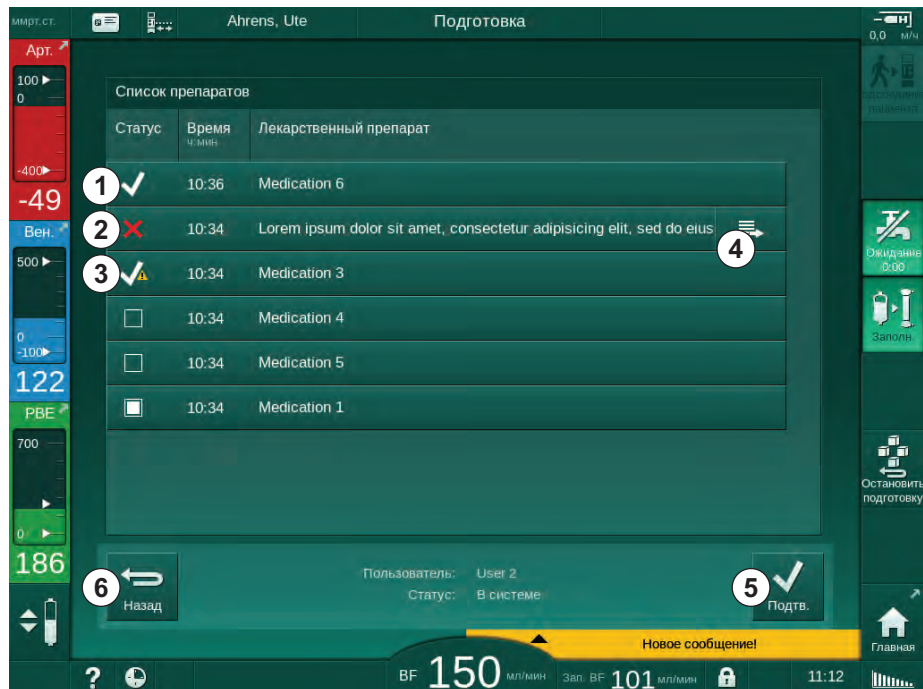 ммрт.ст.
Ahrens, Ute
Подготовка
0,0 м/ч
Арт.
100
0
-400
-49
Вен.
500
0
-100
122
PBE
700
0
186
Список препаратов
Статус
Время
ч:мин
Лекарственный препарат
1
10:36
Medication 6
2
10:34
Lorem ipsum dolor sit amet, consectetur adipisicing elit, sed do eius
4
3
10:34
Medication 3
10:34
Medication 4
10:34
Medication 5
10:34
Medication 1
6
Назад
Пользователь: User 2
Статус: В системе
5
Подтв.
пациента
Ожидание
0:00
Заполн.
Остановить
подготовку
Главная
Новое сообщение!
?
BF 150 мл/мин
Зап. BF 101 мл/мин
11:12